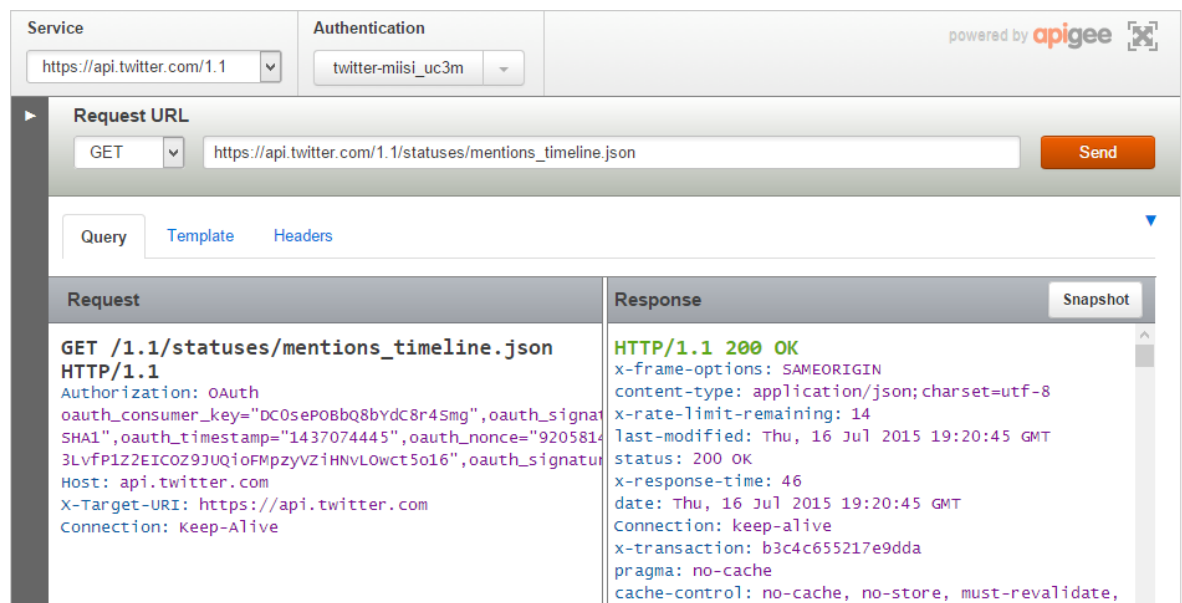 Service
Authentication
powered by apigee
https://api.twitter.com/1.1
twitter-miisi_uc3m
Request URL
GET
https://api.twitter.com/1.1/statuses/mentions_timeline.json
Send
Query
Template
Headers
Request
GET /1.1/statuses/mentions_timeline.json
HTTP/1.1
Authorization: OAuth
oauth_consumer_key="DC0sePOBbQ8bYdC8r4Smg",oauth_signat
SHA1",oauth_timestamp="1437074445",oauth_nonce="9205814
3LvfP1Z2EICOZ9JUQioFMpzyVZiHNvLOwct5o16",oauth_signatur
Host: api.twitter.com
X-Target-URI: https://api.twitter.com
Connection: Keep-Alive
Response
Snapshot
HTTP/1.1 200 OK
x-frame-options: SAMEORIGIN
content-type: application/json;charset=utf-8
x-rate-limit-remaining: 14
last-modified: Thu, 16 Jul 2015 19:20:45 GMT
status: 200 OK
x-response-time: 46
date: Thu, 16 Jul 2015 19:20:45 GMT
Connection: keep-alive
x-transaction: b3c4c655217e9dda
pragma: no-cache
cache-control: no-cache, no-store, must-revalidate,